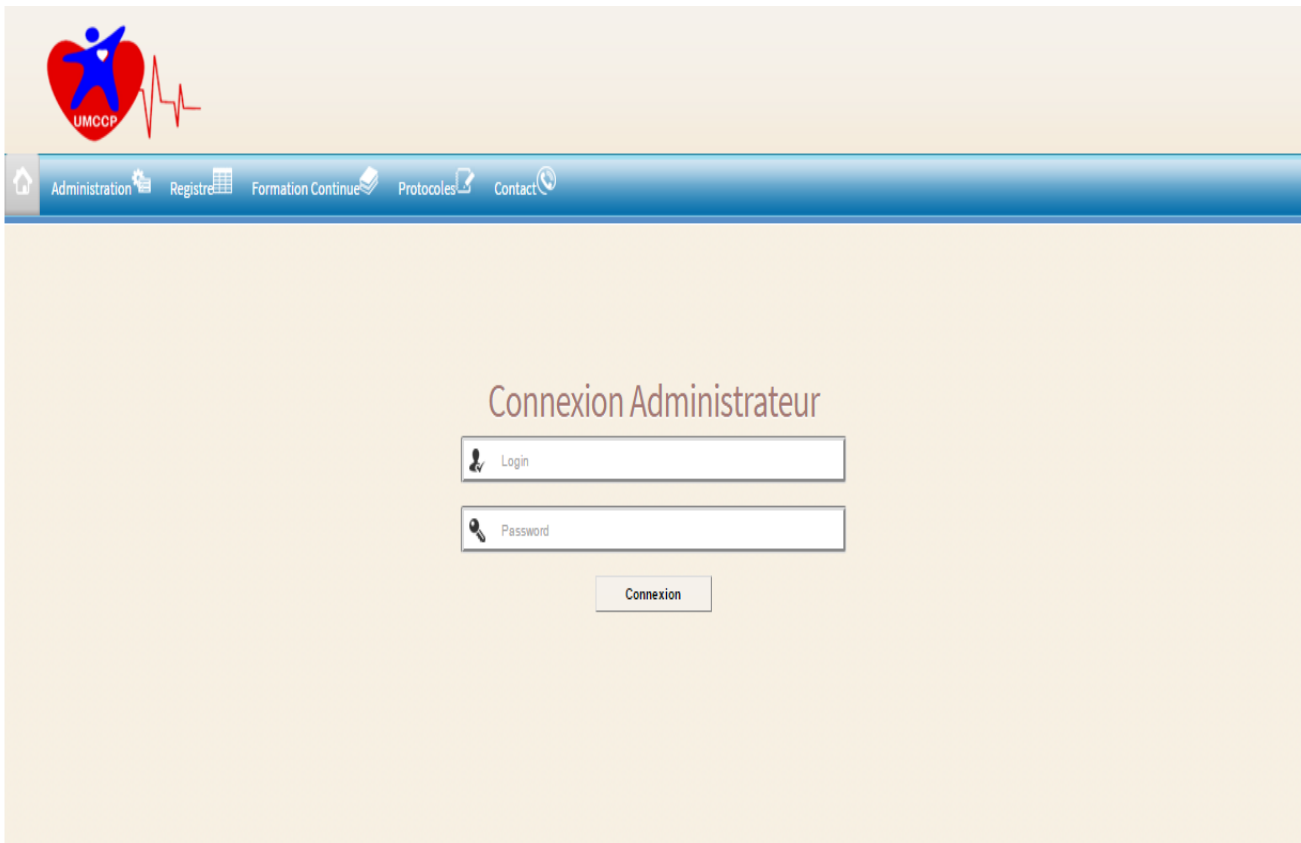 UMCCP
Administration Registre Formation Continue Protocoles Contact
Connexion Administrateur
Login
Password
Connexion